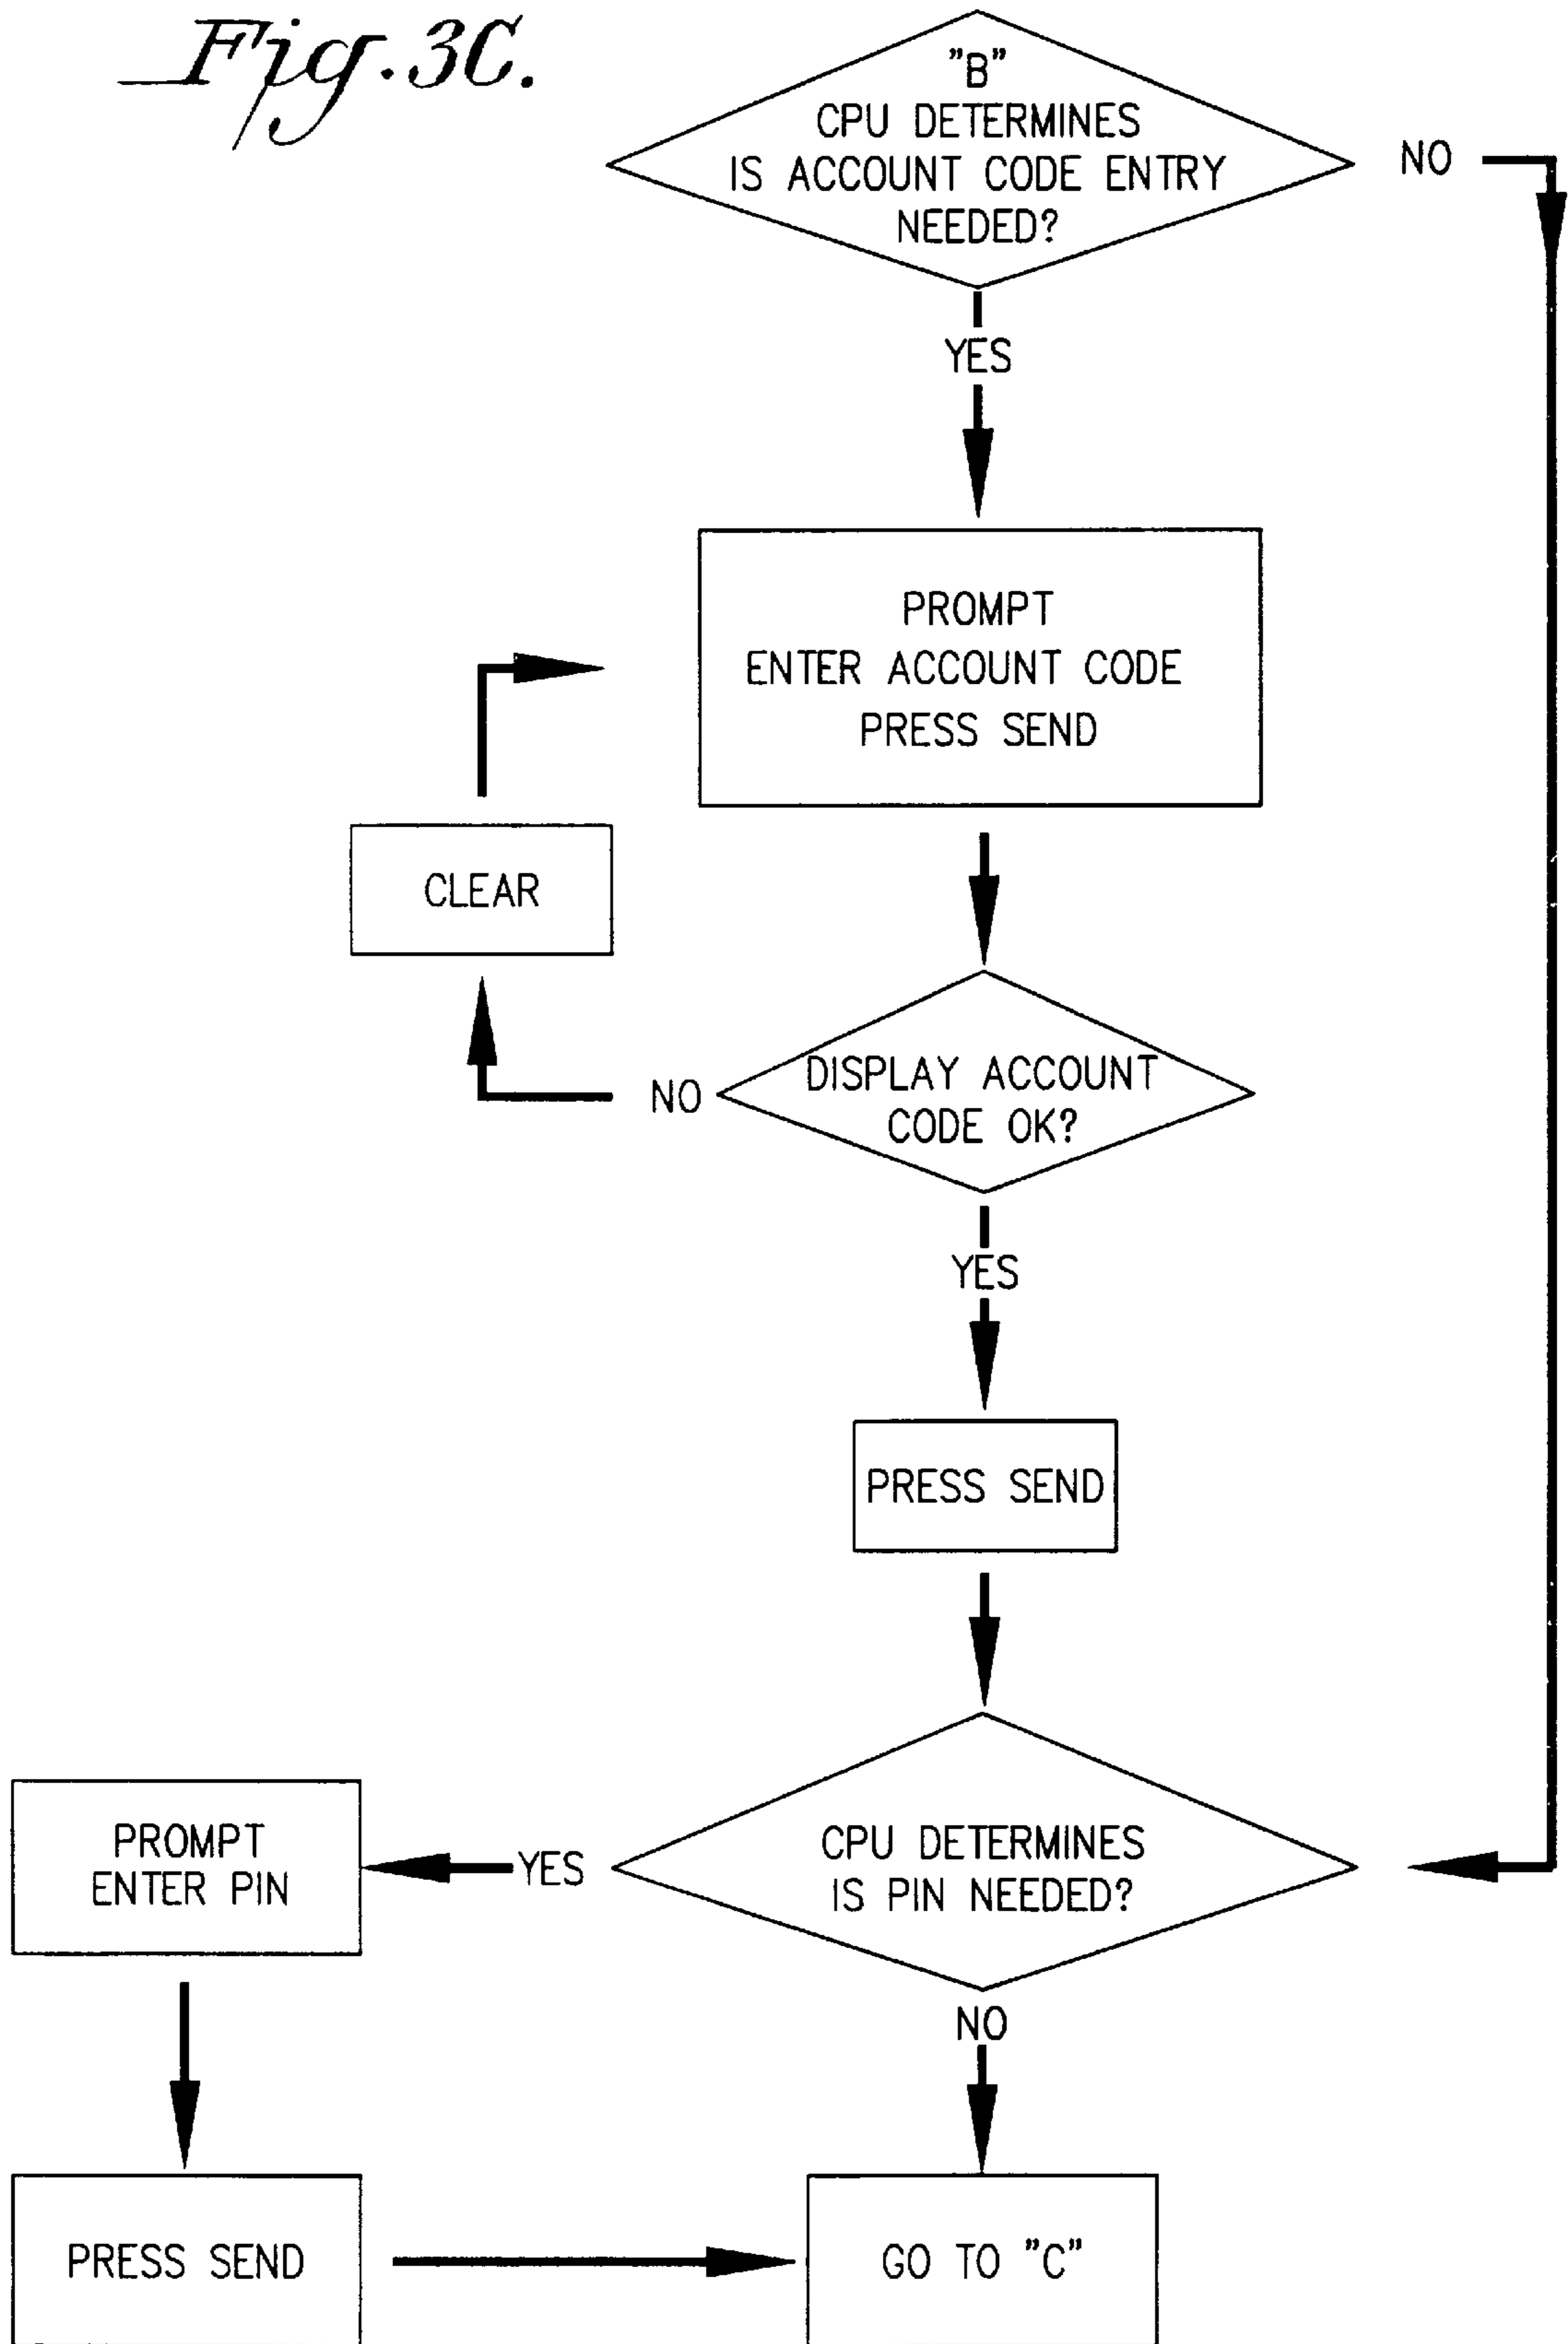 Fig. 3C.
"B"
CPU DETERMINES
IS ACCOUNT CODE ENTRY
NEEDED?
NO
YES
PROMPT
ENTER ACCOUNT CODE
PRESS SEND
CLEAR
DISPLAY ACCOUNT
CODE OK?
NO
YES
PRESS SEND
CPU DETERMINES
IS PIN NEEDED?
YES
PROMPT
ENTER PIN
NO
PRESS SEND
GO TO "C"